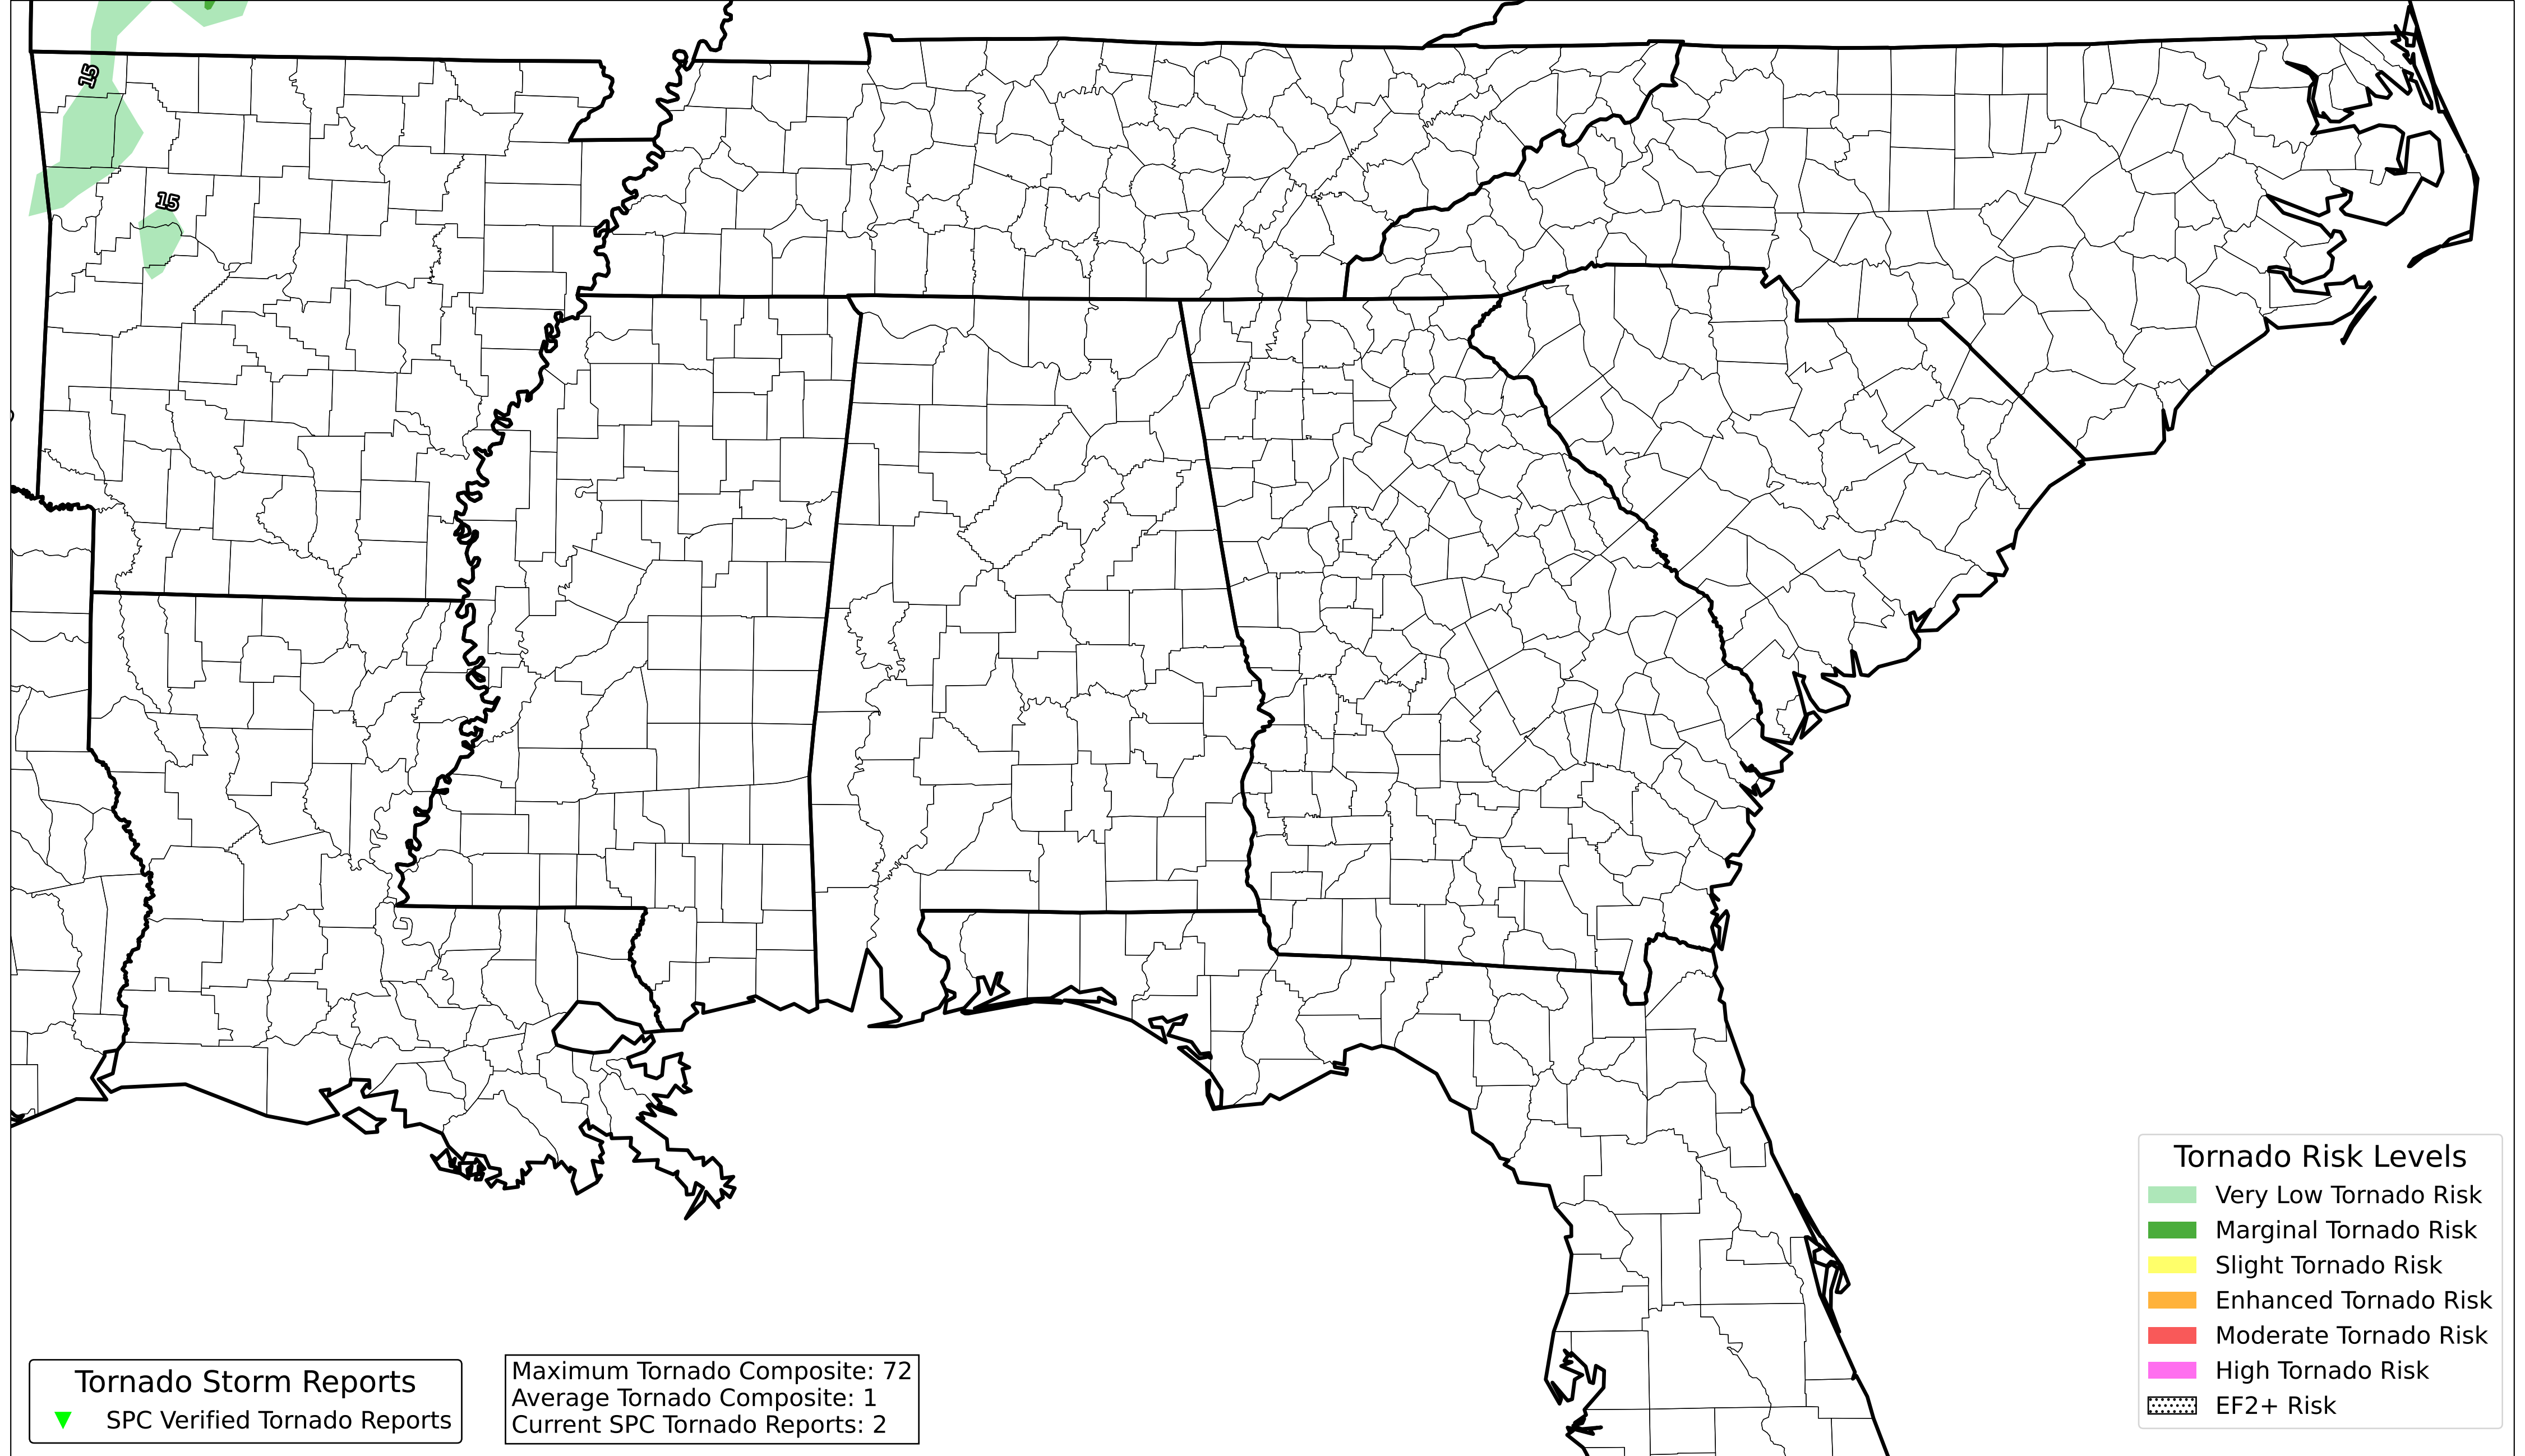 15
15
Tornado Risk Levels
Very Low Tornado Risk
Marginal Tornado Risk
Slight Tornado Risk
Enhanced Tornado Risk
Moderate Tornado Risk
High Tornado Risk
EF2+ Risk
Tornado Storm Reports
SPC Verified Tornado Reports
Maximum Tornado Composite: 72
Average Tornado Composite: 1
Current SPC Tornado Reports: 2